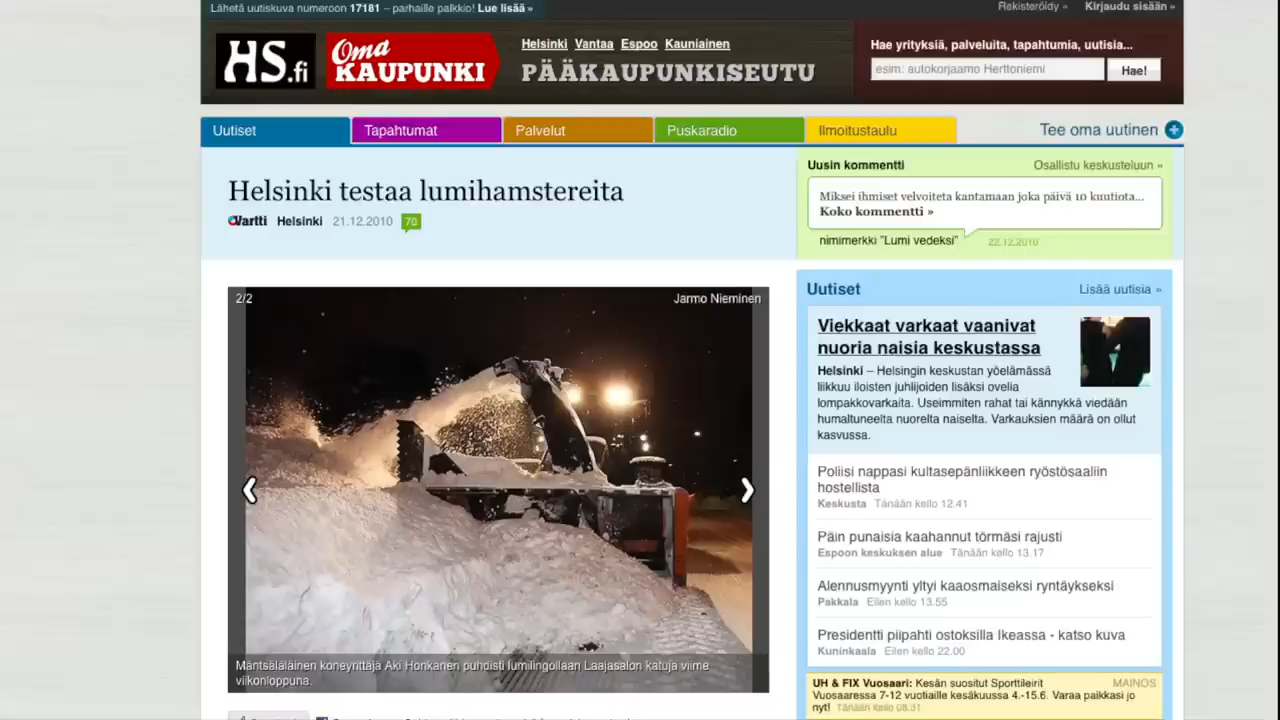 Lähetä uutiskuva numeroon 17181 – parhaille palkkio! Lue lisää »
Rekisteröidy »
Kirjaudu sisään »
HS.fi
Oma
KAUPUNKI
Helsinki Vantaa Espoo Kauniainen
PÄÄKAUPUNKISEUTU
Hae yrityksiä, palveluita, tapahtumia, uutisia...
esim: autokorjaamo Herttoniemi
Hae!
Uutiset
Tapahtumat
Palvelut
Puskaradio
Ilmoitustaulu
Tee oma uutinen
Helsinki testaa lumihamstereita
Vartti Helsinki 21.12.2010 70
Uusin kommentti
Osallistu keskusteluun »
Miksei ihmiset velvoiteta kantamaan joka päivä 10 kuutiota...
Koko kommentti »
nimimerkki "Lumi vedeksi"
22.12.2010
2/2
Jarmo Nieminen
Mäntsäläläinen koneyrittäjä Aki Honkanen puhdisti lumilingollaan Laajasalon katuja viime
viikonloppuna.
Uutiset
Lisää uutisia »
Viekkaat varkaat vaanivat
nuoria naisia keskustassa
Helsinki – Helsingin keskustan yöelämässä
liikkuu iloisten juhlijoiden lisäksi ovelia
lompakkovarkaita. Useimmiten rahat tai kännykkä viedään
humaltuneelta nuorelta naiselta. Varkauksien määrä on ollut
kasvussa.
Poliisi nappasi kultasepänliikkeen ryöstösaaliin
hostellista
Keskusta Tänään kello 12.41
Päin punaisia kaahannut törmäsi rajusti
Espoon keskuksen alue Tänään kello 13.17
Alennusmyynti yltyi kaaosmaiseksi ryntäykseksi
Pakkala Eilen kello 13.55
Presidentti piipahti ostoksilla Ikeassa - katso kuva
Kuninkaala Eilen kello 22.00
UH & FIX Vuosaari: Kesän suositut Sporttileirit
MAINOS
Vuosaaressa 7-12 vuotiaille kesäkuussa 4.-15.6. Varaa paikkasi jo
nyt! Tänään kello 08.31